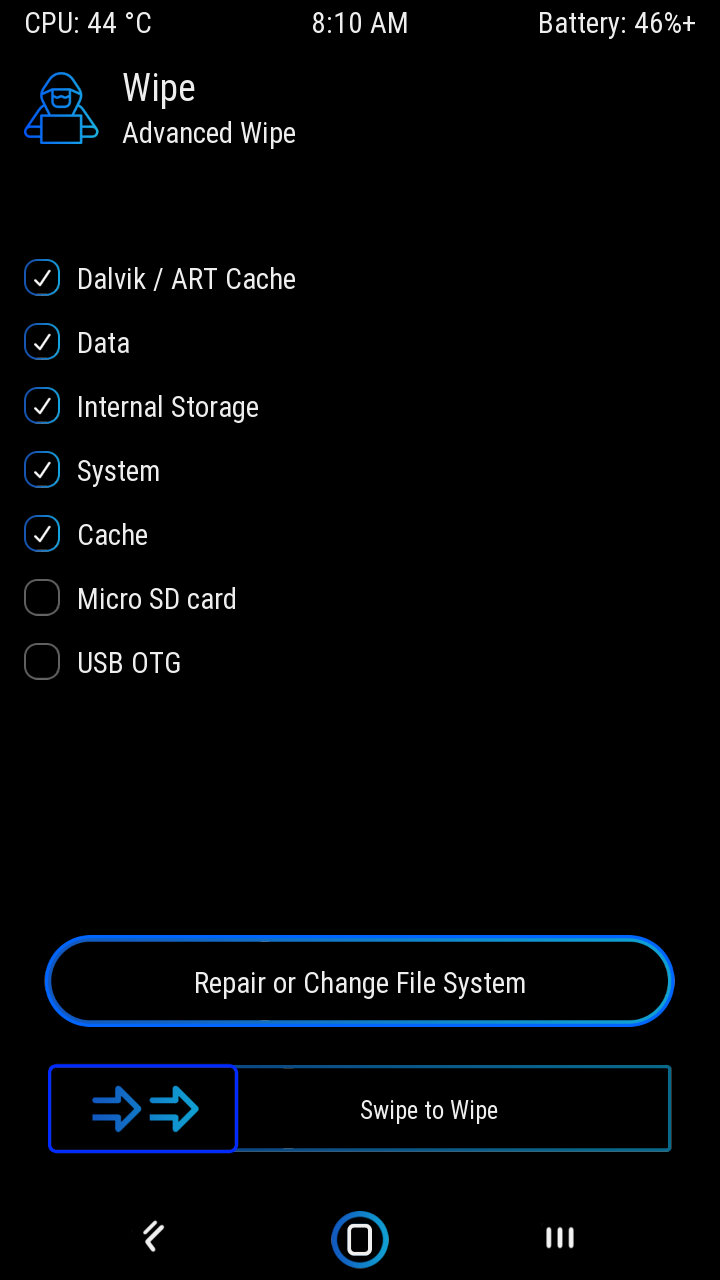 CPU: 44 °C 8:10 AM Battery: 46%+
Wipe
Advanced Wipe
Dalvik / ART Cache
Data
Internal Storage
System
Cache
Micro SD card
USB OTG
Repair or Change File System
Swipe to Wipe